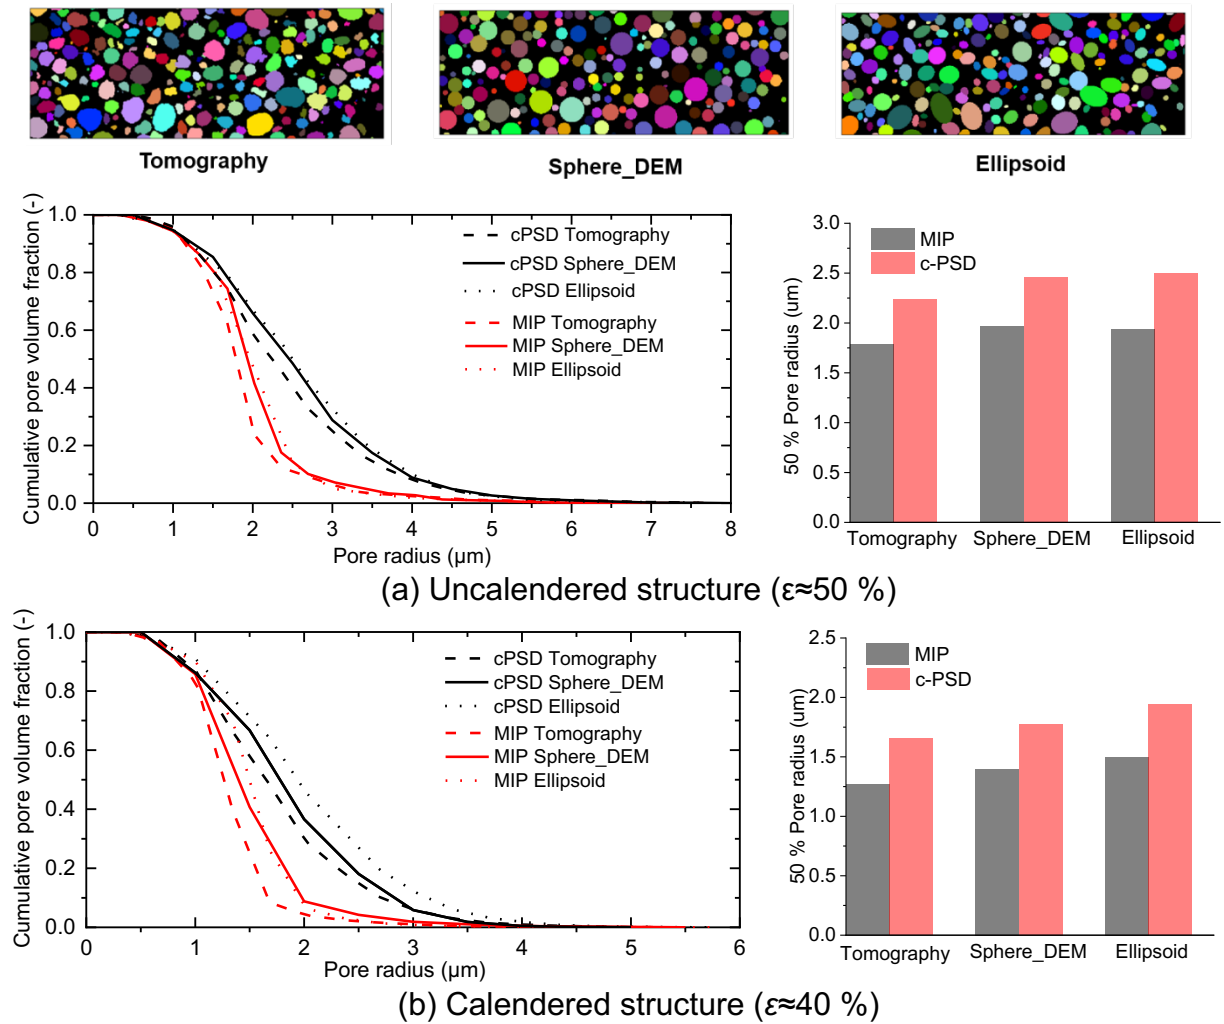 Tomography
Sphere_DEM
Ellipsoid
Cumulative pore volume fraction (-)
1.0
0.8
0.6
0.4
0.2
0.0
cPSD Tomography
cPSD Sphere_DEM
cPSD Ellipsoid
MIP Tomography
MIP Sphere_DEM
MIP Ellipsoid
0 1 2 3 4 5 6 7 8
Pore radius (μm)
50 % Pore radius (um)
3.0
2.5
2.0
1.5
1.0
0.5
0.0
MIP
c-PSD
Tomography Sphere_DEM Ellipsoid
(a) Uncalendered structure (ε≈50 %)
Cumulative pore volume fraction (-)
1.0
0.8
0.6
0.4
0.2
0.0
cPSD Tomography
cPSD Sphere_DEM
cPSD Ellipsoid
MIP Tomography
MIP Sphere_DEM
MIP Ellipsoid
0 1 2 3 4 5 6
Pore radius (μm)
50 % Pore radius (um)
2.5
2.0
1.5
1.0
0.5
0.0
MIP
c-PSD
Tomography Sphere_DEM Ellipsoid
(b) Calendered structure (ε≈40 %)